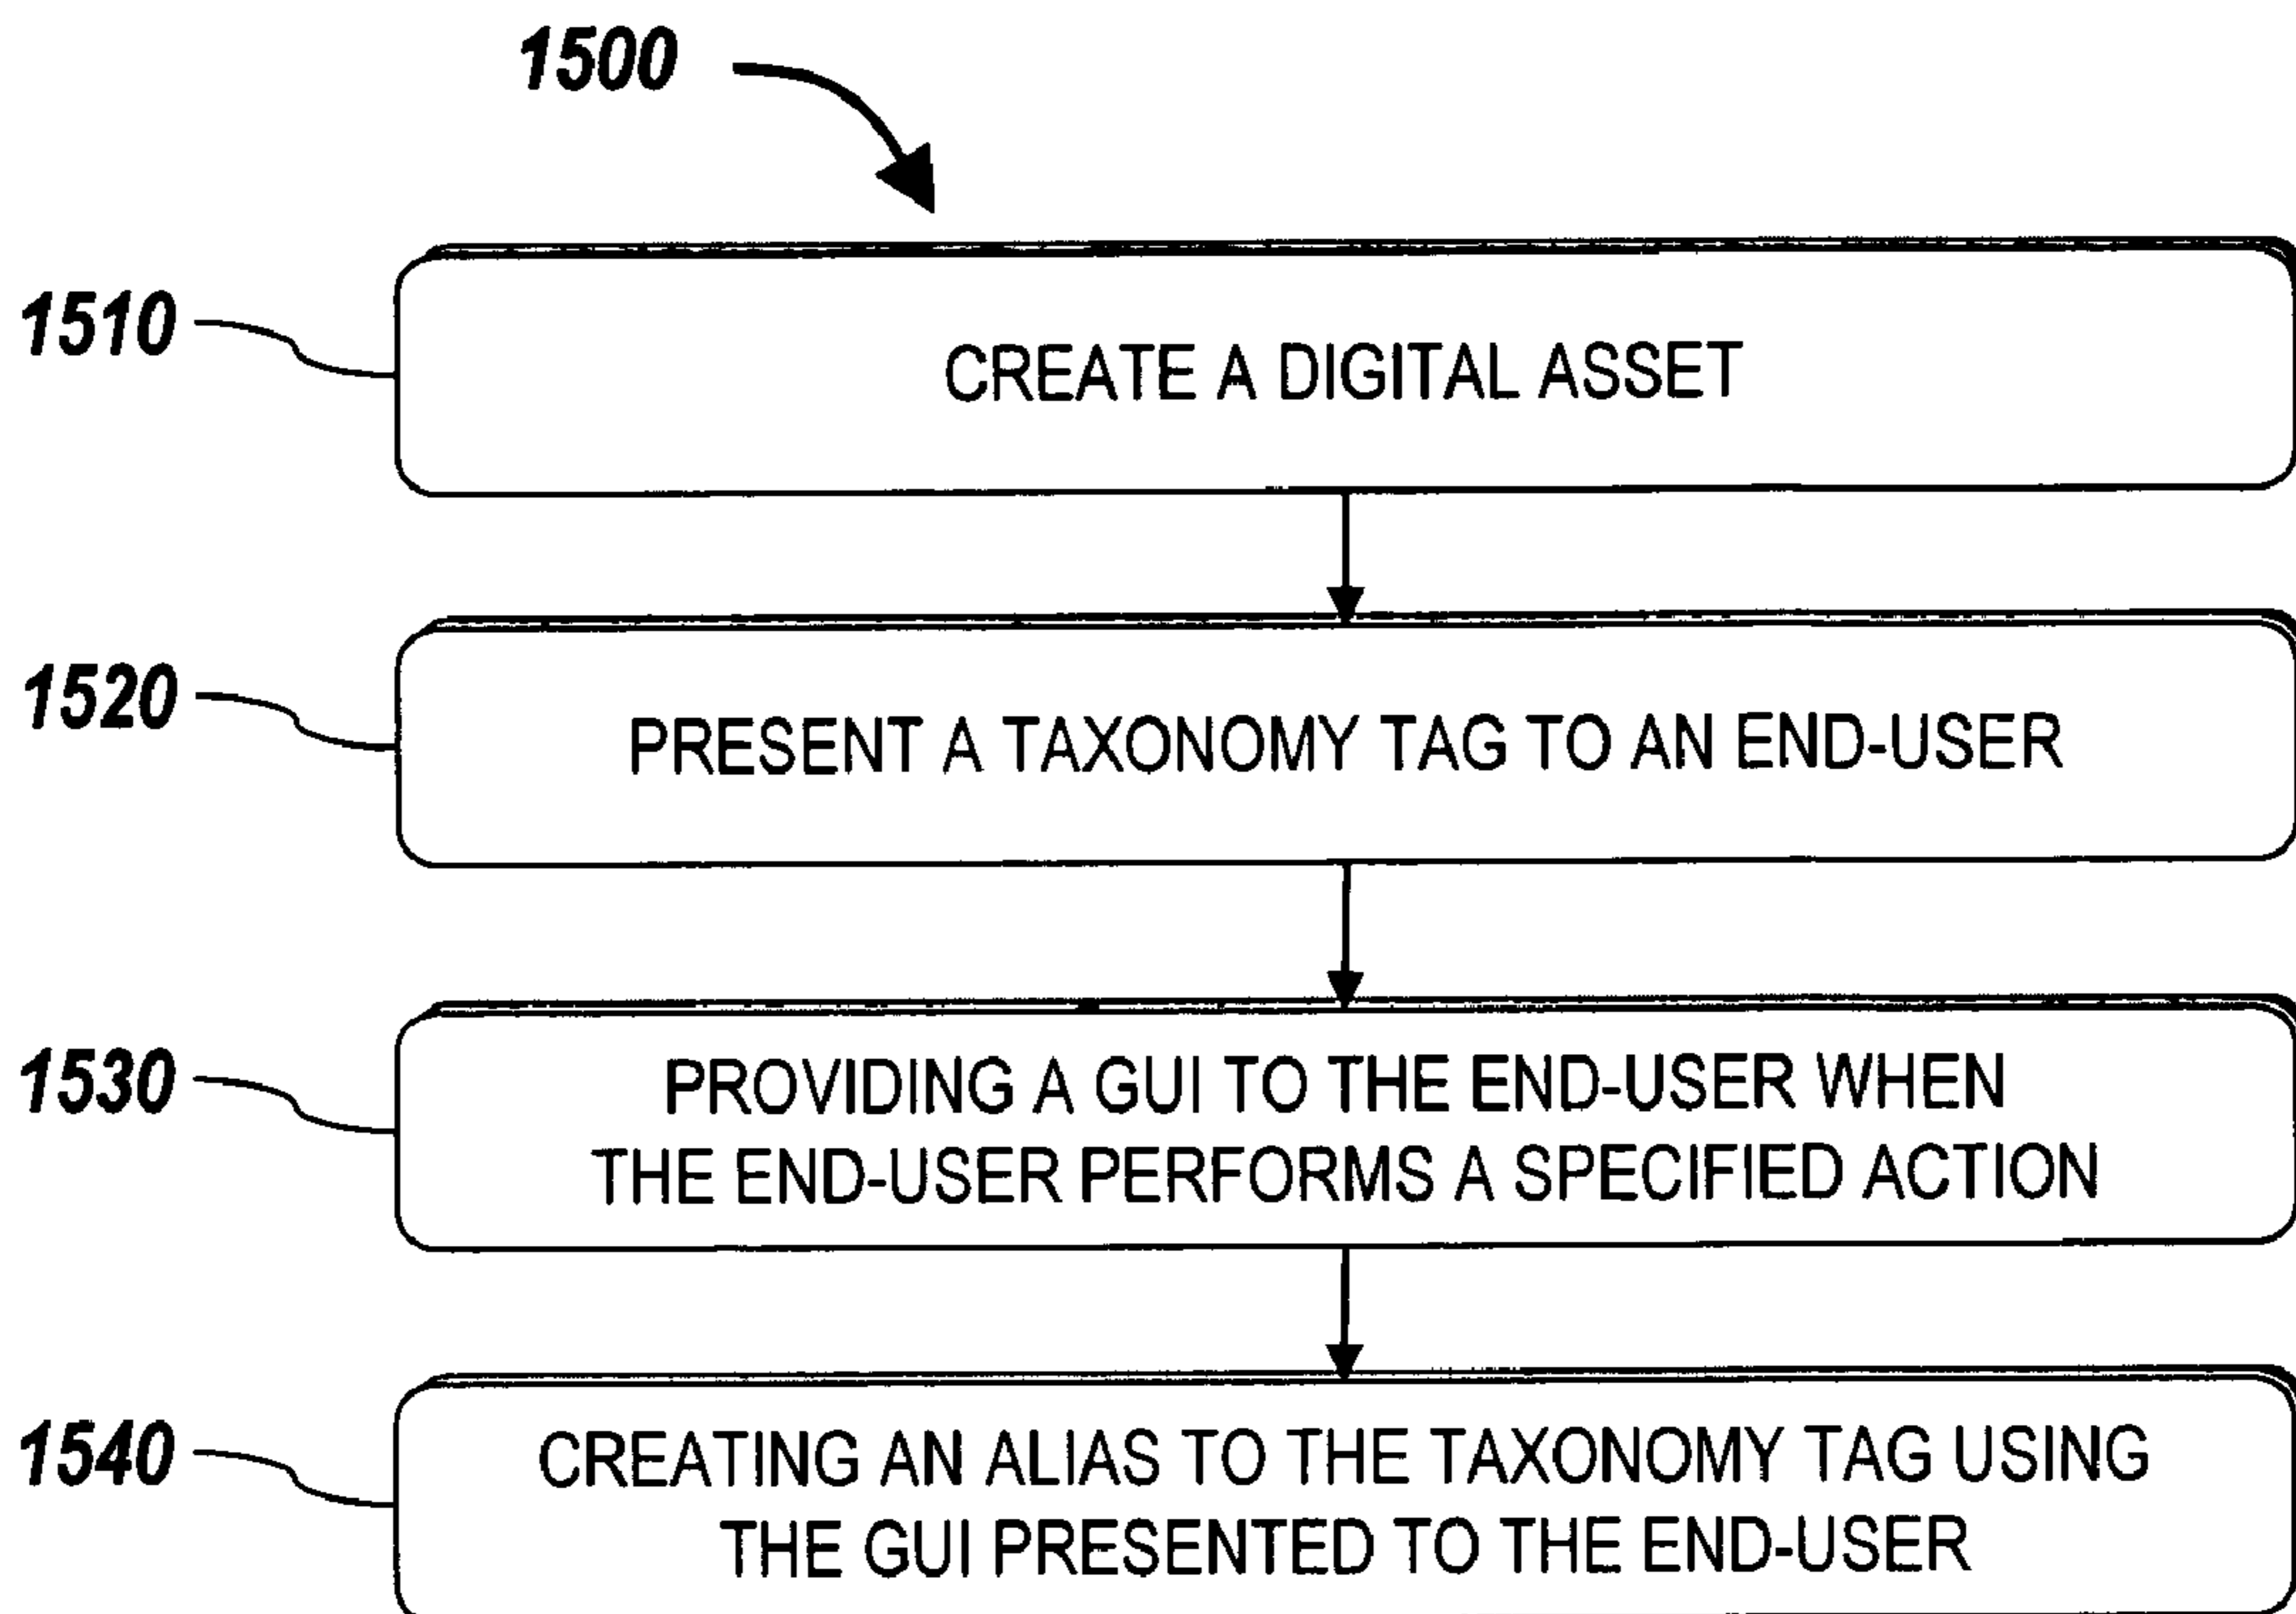 1500
1510
CREATE A DIGITAL ASSET
1520
PRESENT A TAXONOMY TAG TO AN END-USER
1530
PROVIDING A GUI TO THE END-USER WHEN
THE END-USER PERFORMS A SPECIFIED ACTION
1540
CREATING AN ALIAS TO THE TAXONOMY TAG USING
THE GUI PRESENTED TO THE END-USER